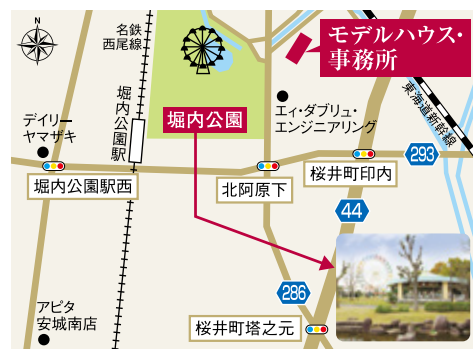 N
名鉄
西尾線
モデルハウス・
事務所
堀内公園
エィ・ダブリュ・
エンジニアリング
東海道新幹線
デイリー
ヤマザキ
堀内公園駅
293
堀内公園駅西
北阿原下
桜井町印内
44
286
アピタ
安城南店
桜井町塔之元